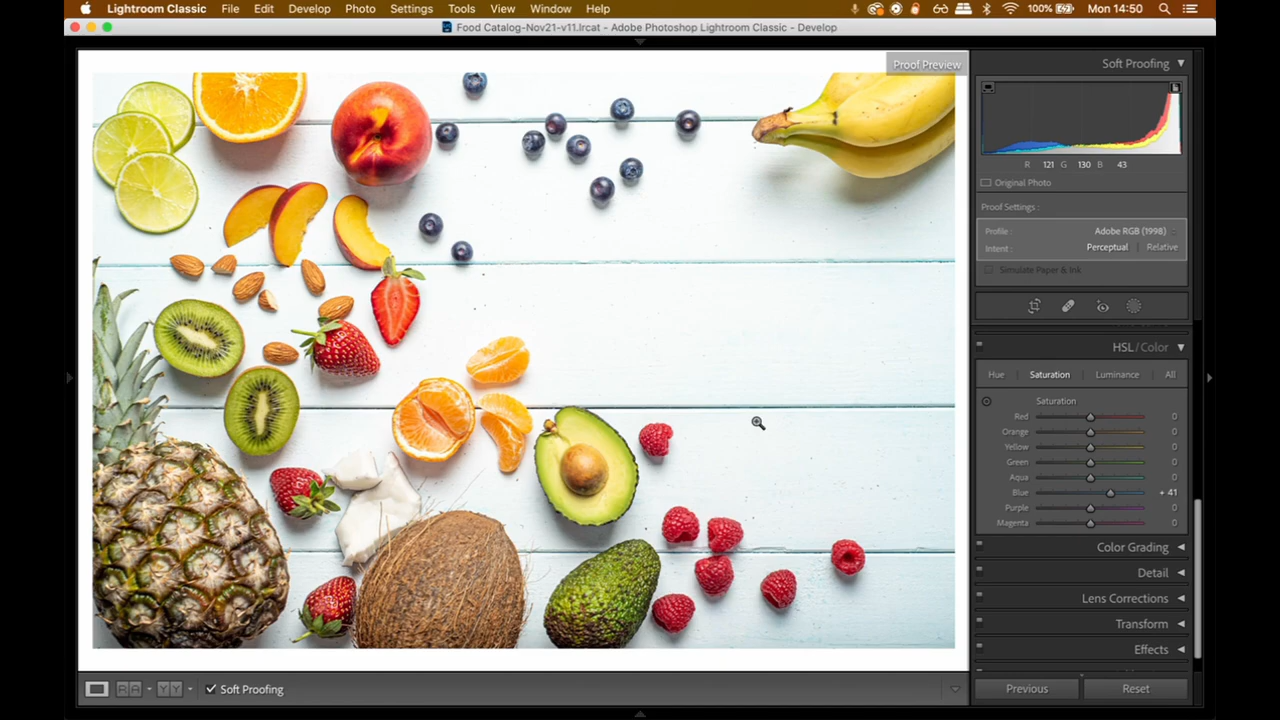 Lightroom Classic File Edit Develop Photo Settings Tools View Window Help 100% Mon 14:50
Food Catalog-Nov21-v11.lrcat - Adobe Photoshop Lightroom Classic - Develop
Proof Preview
Soft Proofing
R 121 G 130 B 43
Original Photo
Proof Settings :
Profile : Adobe RGB (1998)
Intent : Perceptual Relative
Simulate Paper & Ink
HSL / Color
Hue Saturation Luminance All
Saturation
Red 0
Orange 0
Yellow 0
Green 0
Aqua 0
Blue + 41
Purple 0
Magenta 0
Color Grading
Detail
Lens Corrections
Transform
Effects
Previous Reset
R A Y Y Soft Proofing